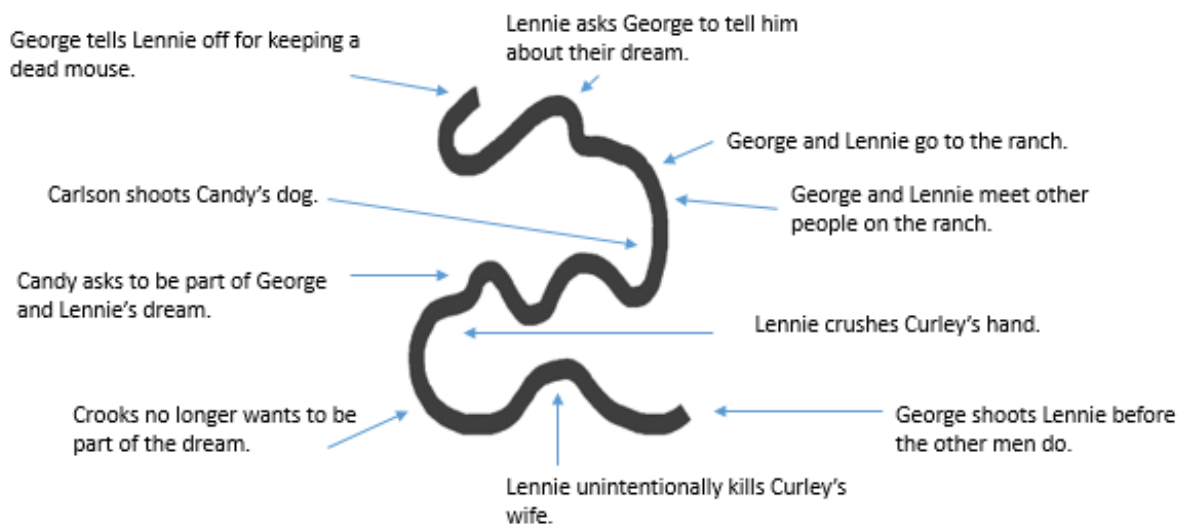 George tells Lennie off for keeping a
dead mouse.
Lennie asks George to tell him
about their dream.
George and Lennie go to the ranch.
George and Lennie meet other
people on the ranch.
Carlson shoots Candy’s dog.
Candy asks to be part of George
and Lennie’s dream.
Lennie crushes Curley’s hand.
Crooks no longer wants to be
part of the dream.
Lennie unintentionally kills Curley’s
wife.
George shoots Lennie before
the other men do.